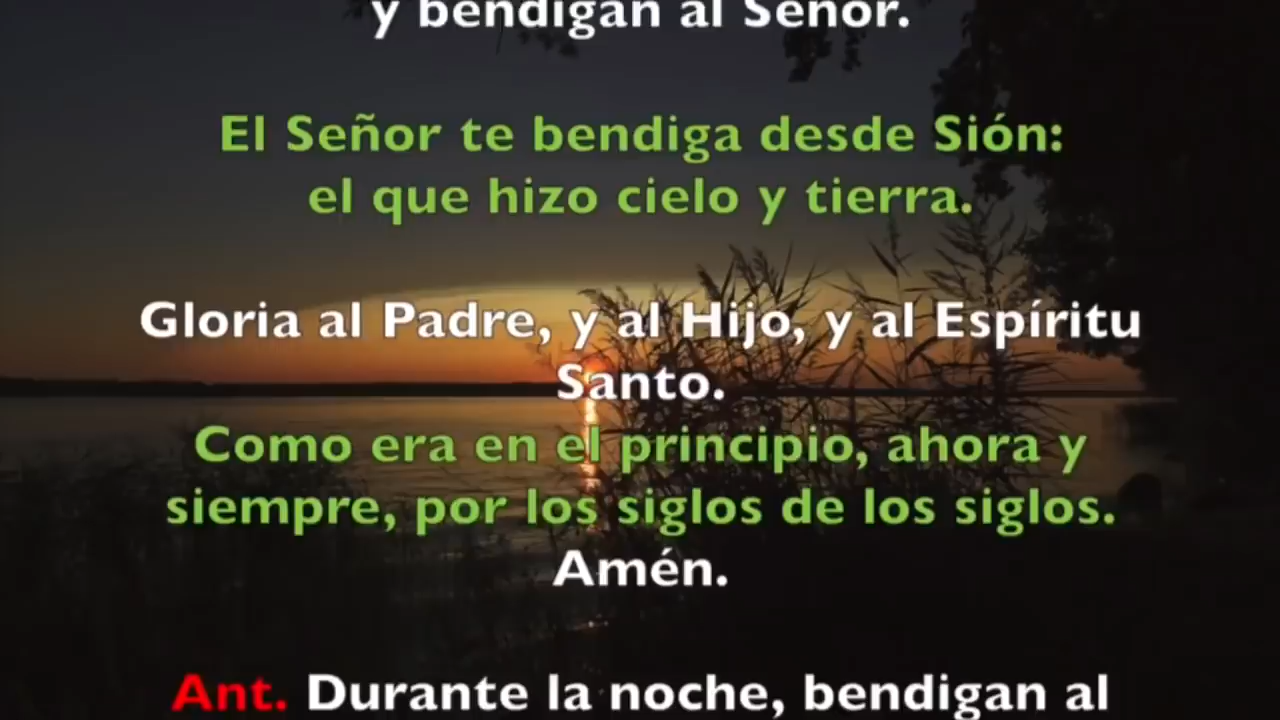 y bendigan al Señor.
El Señor te bendiga desde Sión:
el que hizo cielo y tierra.
Gloria al Padre, y al Hijo, y al Espíritu
Santo.
Como era en el principio, ahora y
siempre, por los siglos de los siglos.
Amén.
Ant. Durante la noche, bendigan al